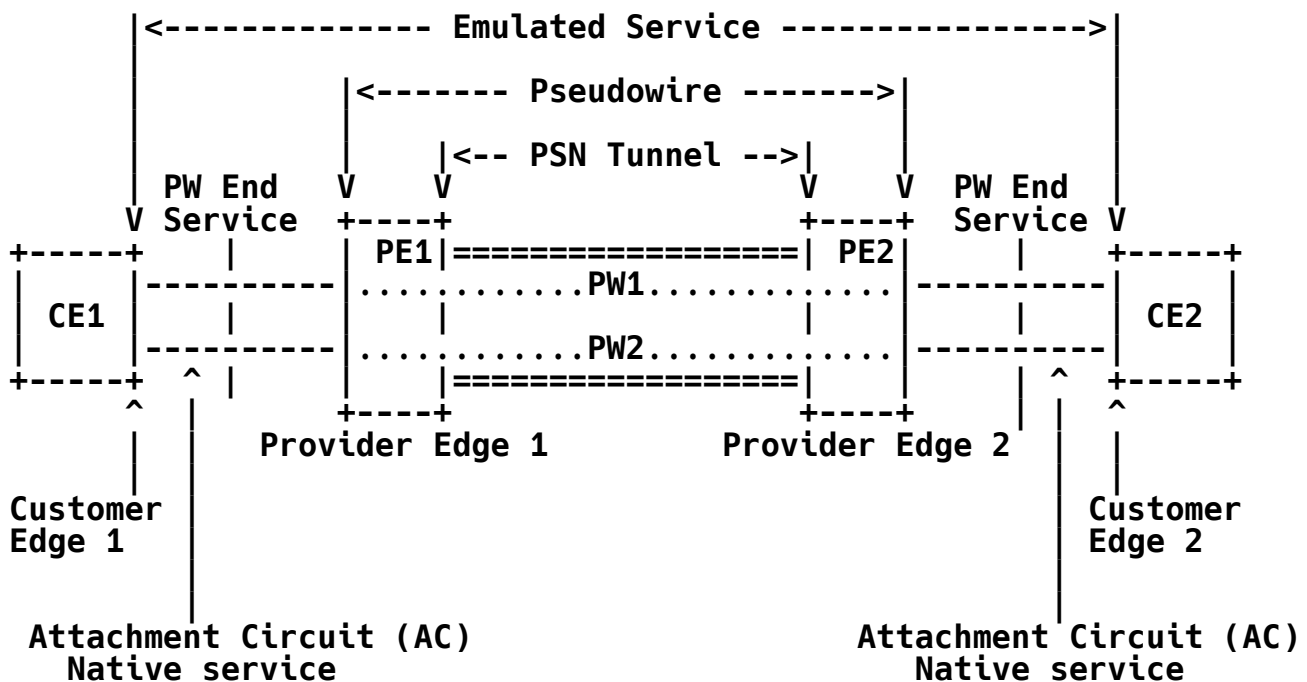 |<-------------- Emulated Service ---------------->|
|<------- Pseudowire ------->|
|<-- PSN Tunnel -->|
PW End V V V V PW End
V Service +----+ +----+ Service V
+-----+ | | PE1|==================| PE2| | +-----+
| |----------|............PW1.............|----------| |
| CE1 | | | | | | | | CE2 |
| |----------|............PW2.............|----------| |
+-----+ ^ | | |==================| | | ^ +-----+
^ | +----+ +----+ | | ^
| | Provider Edge 1 Provider Edge 2 | | |
Customer | | Customer
Edge 1 | | Edge 2
Attachment Circuit (AC) Attachment Circuit (AC)
Native service Native service